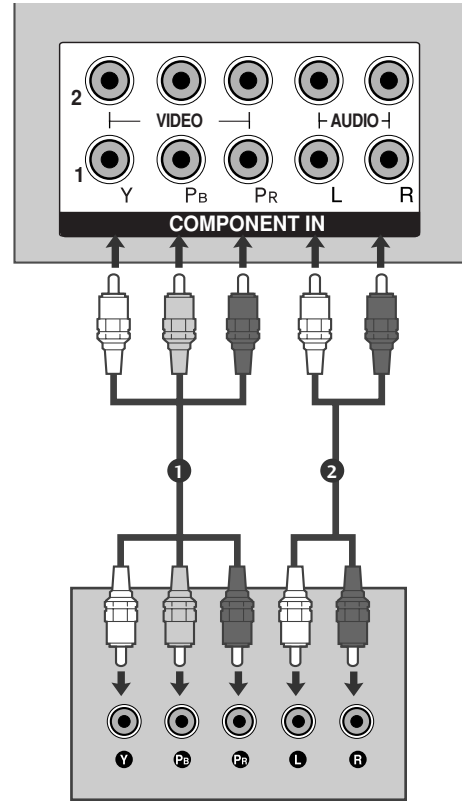 2
VIDEO AUDIO
1
Y PB PR L R
COMPONENT IN
1 2
Y PB PR L R